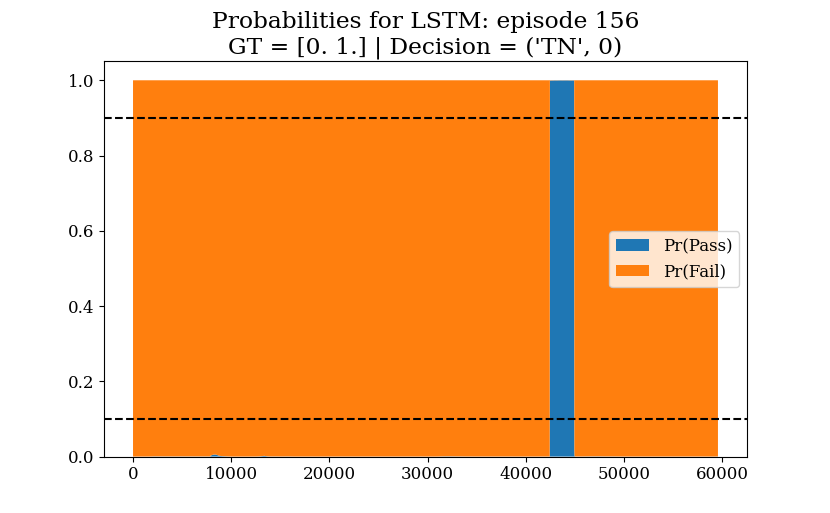 Probabilities for LSTM: episode 156
GT = [0. 1.] | Decision = ('TN', 0)
1.0
0.8
0.6
0.4
0.2
0.0
Pr(Pass)
Pr(Fail)
0 10000 20000 30000 40000 50000 60000